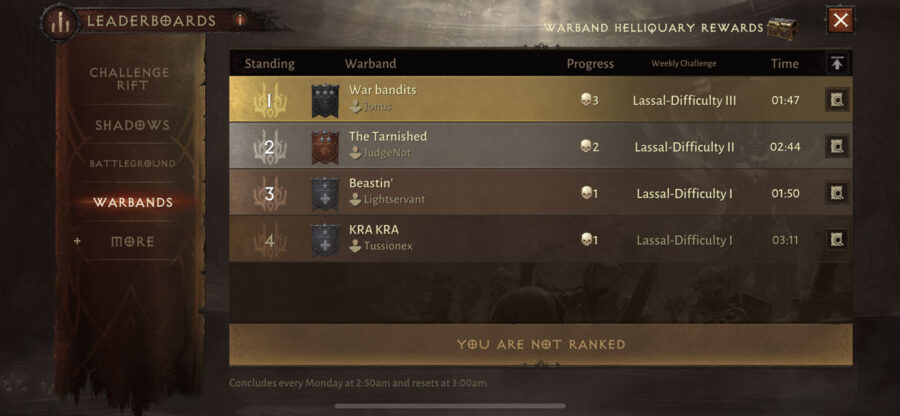 LEADERBOARDS i
WARBAND HELLIQUARY REWARDS
CHALLENGE
RIFT
SHADOWS
BATTLEGROUND
WARBANDS
+ MORE
Standing Warband Progress Weekly Challenge Time
1 War bandits 3 Lassal-Difficulty III 01:47
Jonus
2 The Tarnished 2 Lassal-Difficulty II 02:44
JudgeNot
3 Beastin' 1 Lassal-Difficulty I 01:50
Lightservant
4 KRA KRA 1 Lassal-Difficulty I 03:11
Tussionex
YOU ARE NOT RANKED
Concludes every Monday at 2:50am and resets at 3:00am.